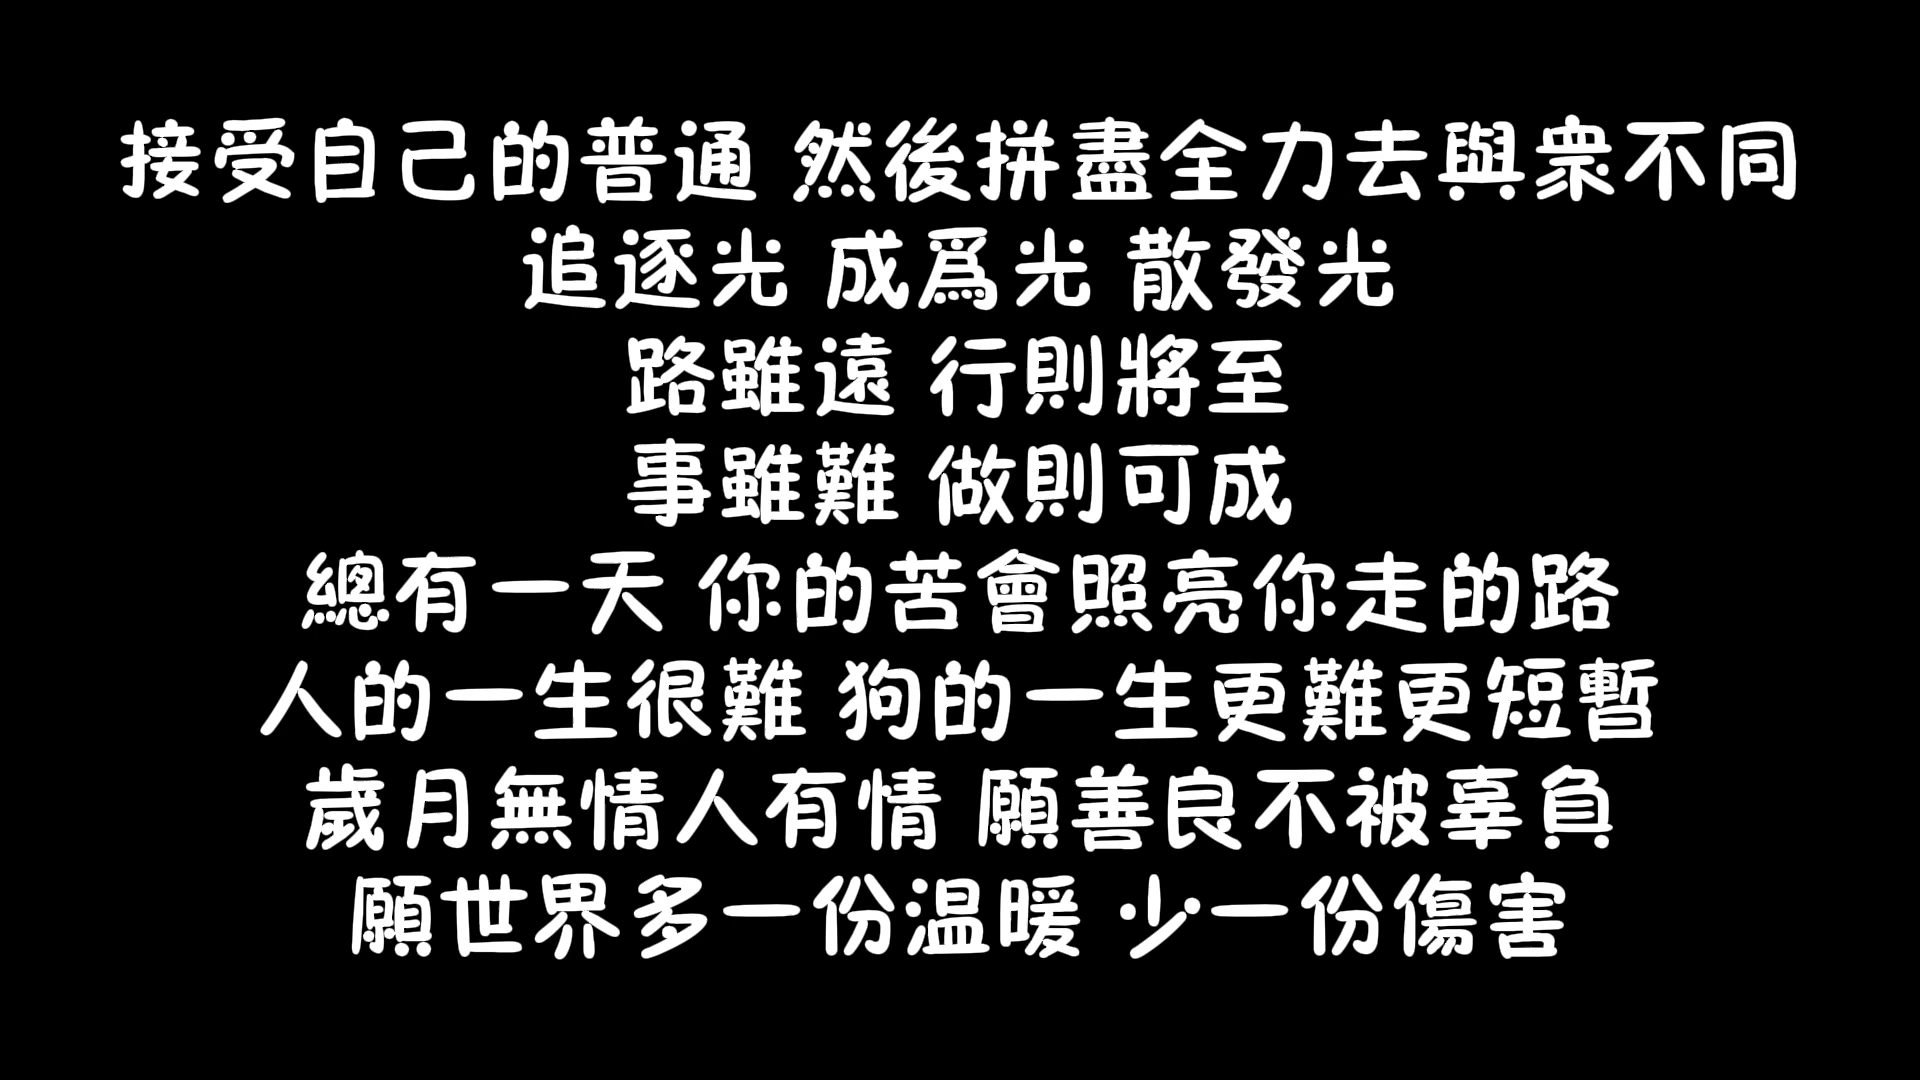 接受自己的普通 然後拼盡全力去與衆不同
追逐光 成爲光 散發光
路雖遠 行則將至
事雖難 做則可成
總有一天 你的苦會照亮你走的路
人的一生很難 狗的一生更難更短暫
歲月無情人有情 願善良不被辜負
願世界多一份温暖 少一份傷害